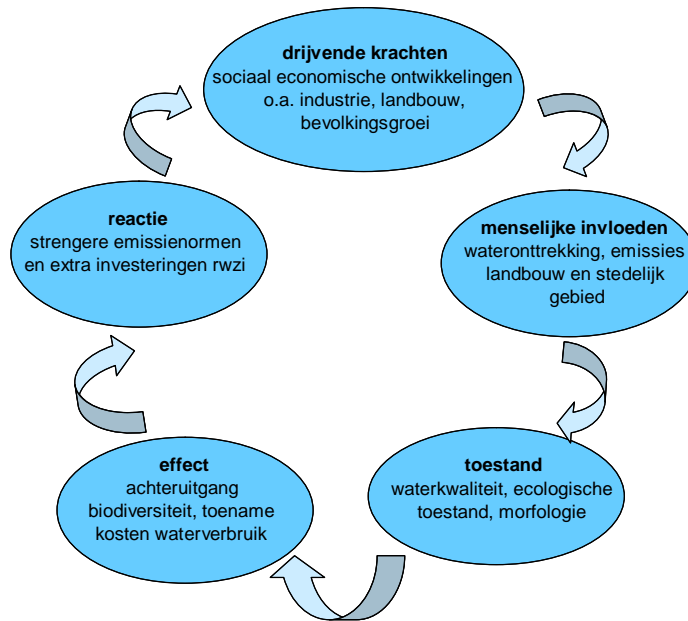 drijvende krachten
sociaal economische ontwikkelingen
o.a. industrie, landbouw,
bevolkingsgroei
menselijke invloeden
wateronttrekking, emissies
landbouw en stedelijk
gebied
toestand
waterkwaliteit, ecologische
toestand, morfologie
effect
achteruitgang
biodiversiteit, toename
kosten waterverbruik
reactie
strengere emissienormen
en extra investeringen rwzi